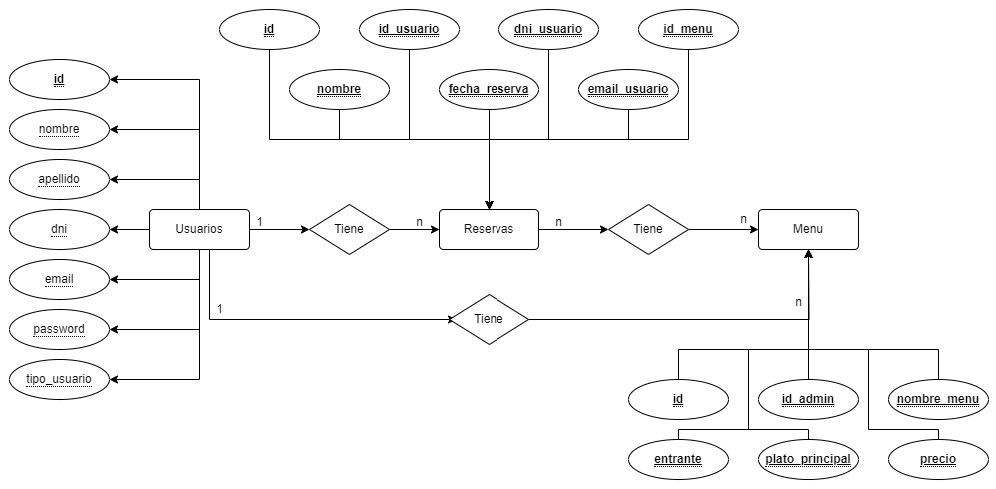 id
id_usuario
dni_usuario
id_menu
nombre
fecha_reserva
email_usuario
id
nombre
apellido
dni
email
password
tipo_usuario
Usuarios
1
Tiene
n
Reservas
n
Tiene
n
Menu
1
Tiene
n
id
id_admin
nombre_menu
entrante
plato_principal
precio